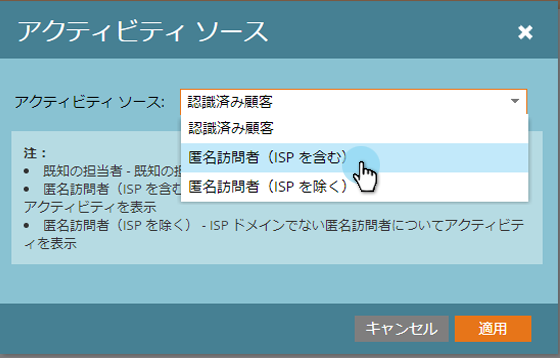 アクティビティ ソース
アクティビティ ソース:
認識済み顧客
認識済み顧客
匿名訪問者（ISP を含む）
匿名訪問者（ISP を除く）
注：
• 既知の担当者 - 既知の担
• 匿名訪問者（ISP を含む
アクティビティを表示
• 匿名訪問者（ISP を除く） - ISP ドメインでない匿名訪問者についてアクティビテ
ィを表示
キャンセル
適用